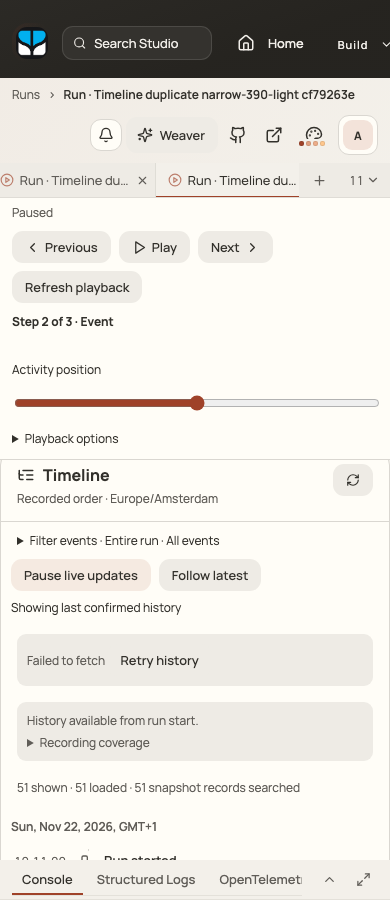 Search Studio
Home
Build
Runs > Run · Timeline duplicate narrow-390-light cf79263e
Weaver
A
Run · Timeline du...
Run · Timeline du...
11
Paused
Previous
Play
Next
Refresh playback
Step 2 of 3 · Event
Activity position
Playback options
Timeline
Recorded order · Europe/Amsterdam
Filter events · Entire run · All events
Pause live updates
Follow latest
Showing last confirmed history
Failed to fetch
Retry history
History available from run start.
Recording coverage
51 shown · 51 loaded · 51 snapshot records searched
Sun, Nov 22, 2026, GMT+1
Run started
Console
Structured Logs
OpenTelemet